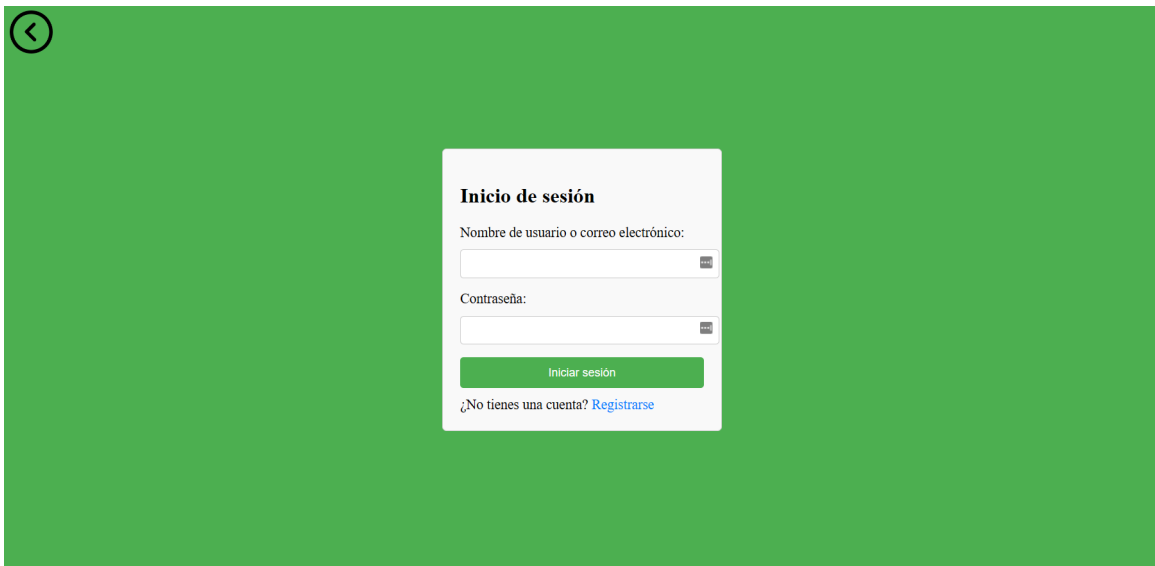 Inicio de sesión
Nombre de usuario o correo electrónico:
Contraseña:
Iniciar sesión
¿No tienes una cuenta? Registrarse